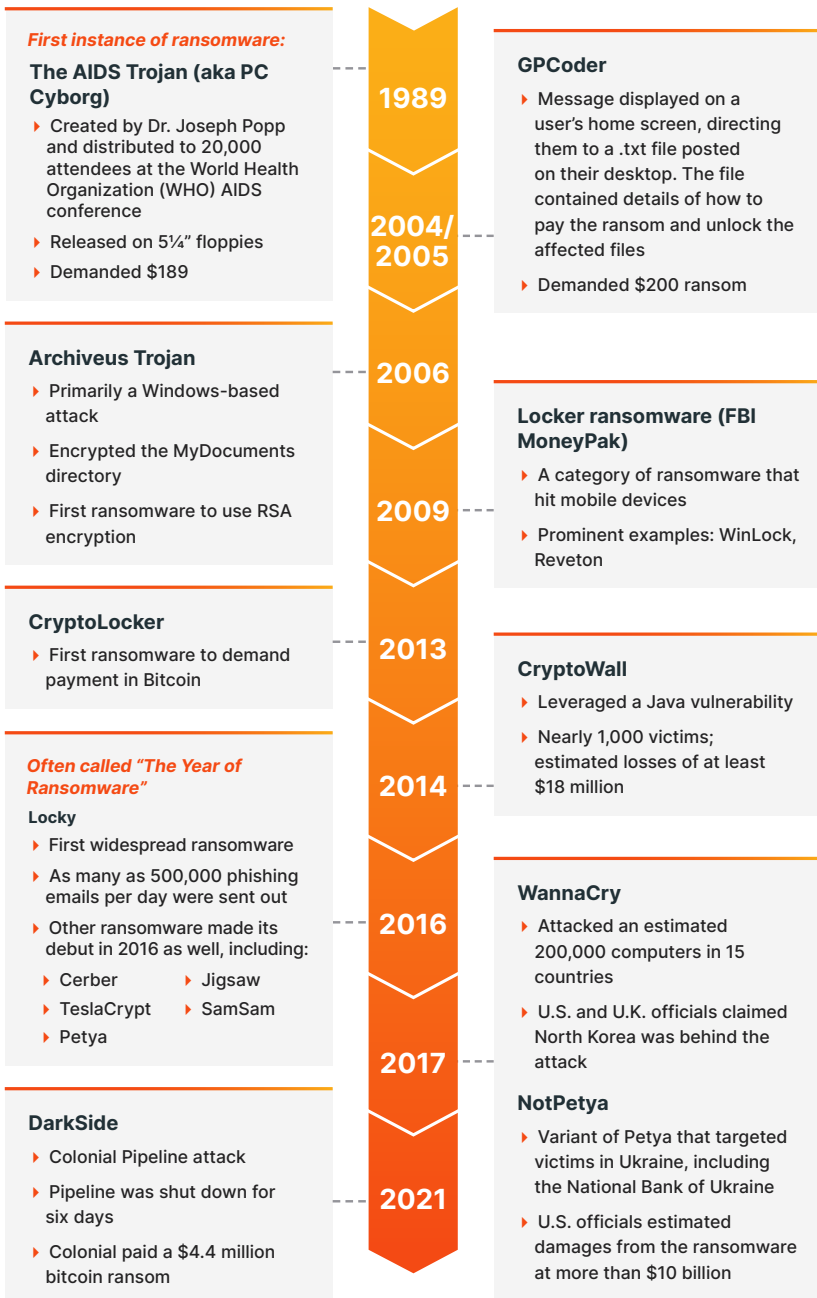 First instance of ransomware:
The AIDS Trojan (aka PC
Cyborg)
Created by Dr. Joseph Popp
and distributed to 20,000
attendees at the World Health
Organization (WHO) AIDS
conference
Released on 5¼” floppies
Demanded $189
1989
2004/
2005
GPCoder
Message displayed on a
user’s home screen, directing
them to a .txt file posted
on their desktop. The file
contained details of how to
pay the ransom and unlock the
affected files
Demanded $200 ransom
Archiveus Trojan
Primarily a Windows-based
attack
Encrypted the MyDocuments
directory
First ransomware to use RSA
encryption
2006
2009
Locker ransomware (FBI
MoneyPak)
A category of ransomware that
hit mobile devices
Prominent examples: WinLock,
Reveton
CryptoLocker
First ransomware to demand
payment in Bitcoin
2013
2014
CryptoWall
Leveraged a Java vulnerability
Nearly 1,000 victims;
estimated losses of at least
$18 million
Often called “The Year of
Ransomware”
Locky
First widespread ransomware
As many as 500,000 phishing
emails per day were sent out
Other ransomware made its
debut in 2016 as well, including:
Cerber
TeslaCrypt
Petya
Jigsaw
SamSam
2016
2017
WannaCry
Attacked an estimated
200,000 computers in 15
countries
U.S. and U.K. officials claimed
North Korea was behind the
attack
NotPetya
Variant of Petya that targeted
victims in Ukraine, including
the National Bank of Ukraine
U.S. officials estimated
damages from the ransomware
at more than $10 billion
DarkSide
Colonial Pipeline attack
Pipeline was shut down for
six days
Colonial paid a $4.4 million
bitcoin ransom
2021